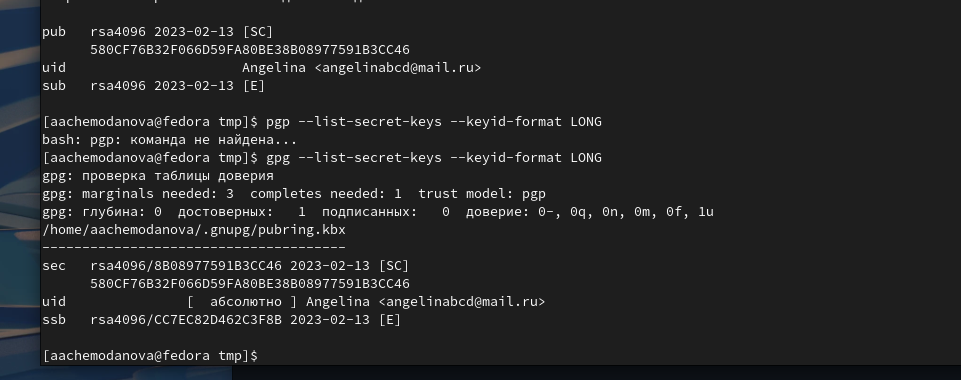 pub   rsa4096 2023-02-13 [SC]
      580CF76B32F066D59FA80BE38B08977591B3CC46
uid                         Angelina <angelinabcd@mail.ru>
sub   rsa4096 2023-02-13 [E]
[aachemodanova@fedora tmp]$ pgp --list-secret-keys --keyid-format LONG
bash: pgp: команда не найдена...
[aachemodanova@fedora tmp]$ gpg --list-secret-keys --keyid-format LONG
gpg: проверка таблицы доверия
gpg: marginals needed: 3  completes needed: 1  trust model: pgp
gpg: глубина: 0  достоверных:   1  подписанных:   0  доверие: 0-, 0q, 0n, 0m, 0f, 1u
/home/aachemodanova/.gnupg/pubring.kbx
--------------------------------------
sec   rsa4096/8B08977591B3CC46 2023-02-13 [SC]
      580CF76B32F066D59FA80BE38B08977591B3CC46
uid                  [  абсолютно ] Angelina <angelinabcd@mail.ru>
ssb   rsa4096/CC7EC82D462C3F8B 2023-02-13 [E]
[aachemodanova@fedora tmp]$